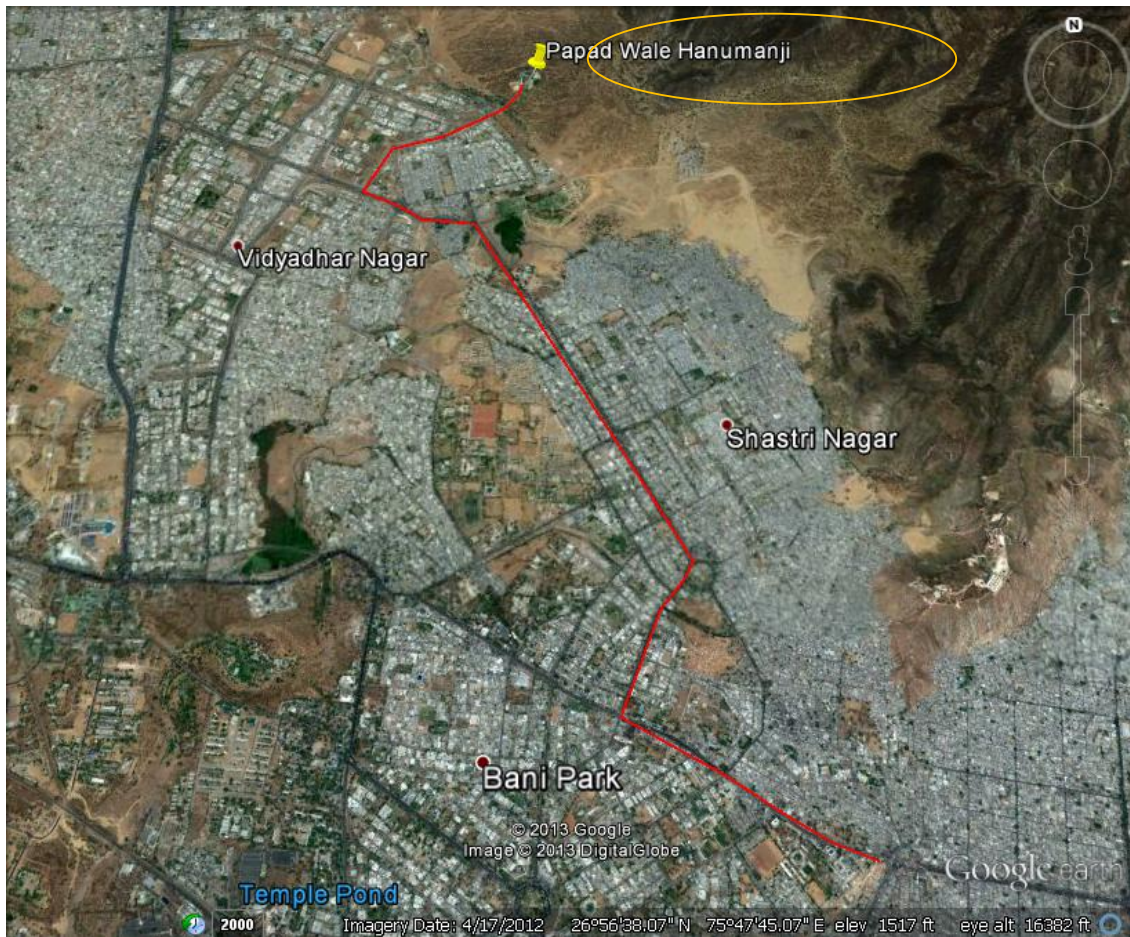 N
Papad Wale Hanumanji
Vidyadhar Nagar
Shastri Nagar
Bani Park
© 2013 Google
Image © 2013 DigitalGlobe
Google earth
Temple Pond
2000
Imagery Date: 4/17/2012 26°56'38.07" N 75°47'45.07" E elev 1517 ft eye alt 16382 ft